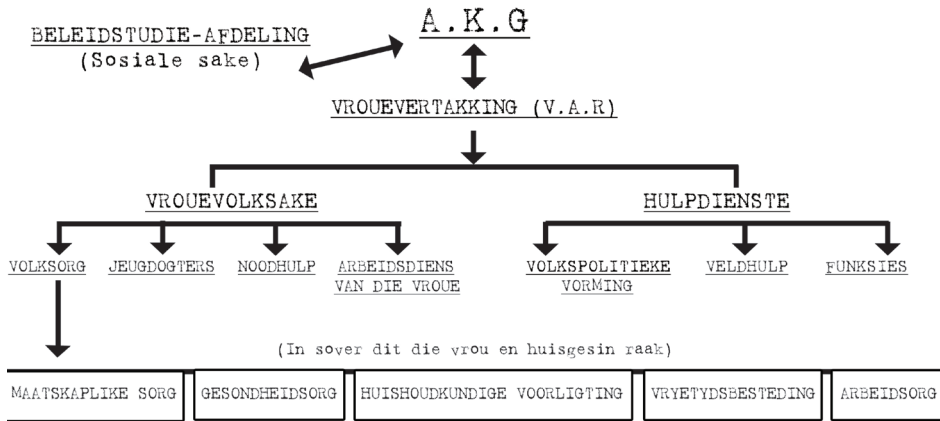 A.K.G
BELEIDSTUDIE-AFDELING
(Sosiale sake)
VROUEVERTAKKING (V.A.R)
VROUEVOLKSAKE
HULPDIENSTE
VOLKSORG
JEUGDOGTERS
NOODHULP
ARBEIDSDIENS
VAN DIE VROUE
VOLKSPOLITIEKE
VORMING
VELDHULP
FUNKSIES
(In sover dit die vrou en huisgesin raak)
MAATSKAPLIKE SORG
GESONDHEIDSORG
HUISHOUDKUNDIGE VOORLIGTING
VRYETYDSBESTEDING
ARBEIDSORG